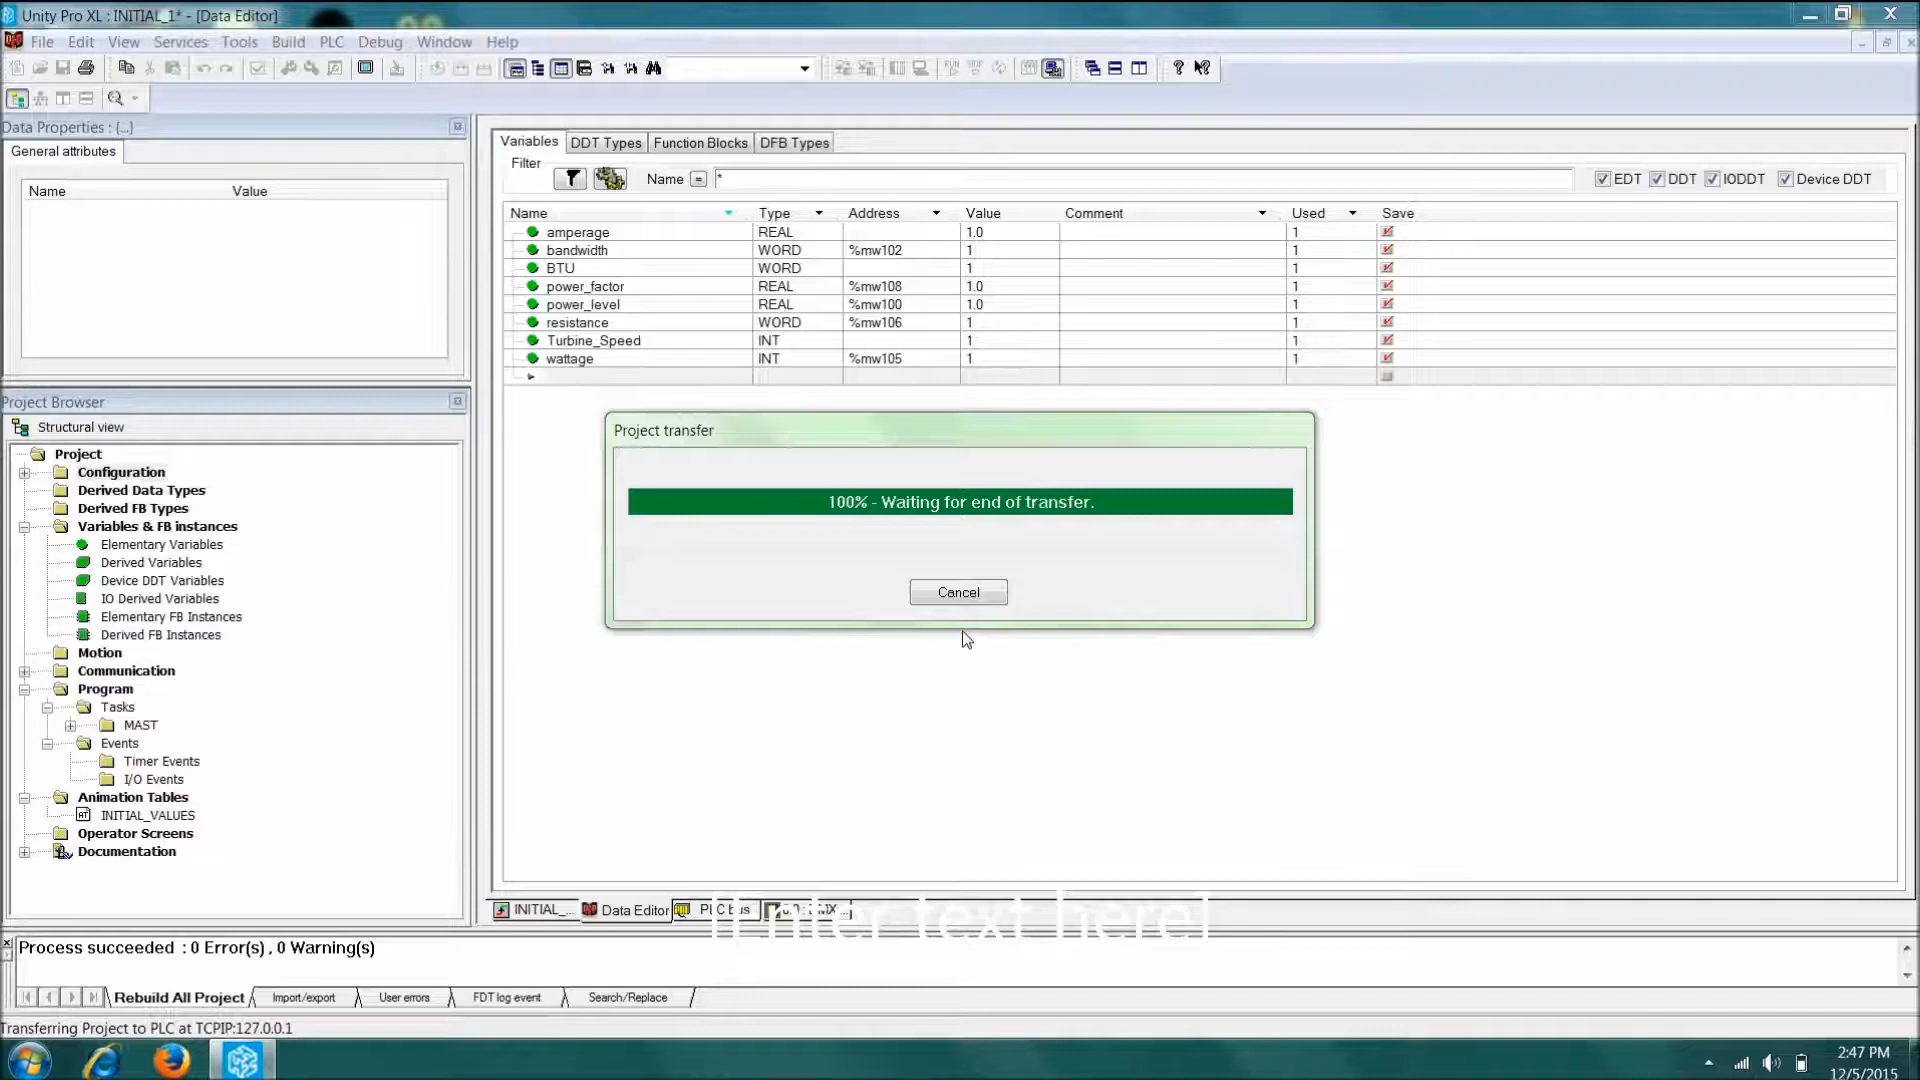 Unity Pro XL : INITIAL_1* - [Data Editor]
File Edit View Services Tools Build PLC Debug Window Help
Data Properties : {...}
General attributes
Name Value
Project Browser
Structural view
Project
Configuration
Derived Data Types
Derived FB Types
Variables & FB instances
Elementary Variables
Derived Variables
Device DDT Variables
IO Derived Variables
Elementary FB Instances
Derived FB Instances
Motion
Communication
Program
Tasks
MAST
Events
Timer Events
I/O Events
Animation Tables
INITIAL_VALUES
Operator Screens
Documentation
Variables DDT Types Function Blocks DFB Types
Filter
Name = * EDT DDT IODDT Device DDT
Name Type Address Value Comment Used Save
amperage REAL 1.0 1
bandwidth WORD %mw102 1 1
BTU WORD 1 1
power_factor REAL %mw108 1.0 1
power_level REAL %mw100 1.0 1
resistance WORD %mw106 1 1
Turbine_Speed INT 1 1
wattage INT %mw105 1 1
Project transfer
100% - Waiting for end of transfer.
Cancel
INITIAL_... Data Editor PLC bus
[Enter text here]
Process succeeded : 0 Error(s) , 0 Warning(s)
Rebuild All Project Import/export User errors FDT log event Search/Replace
Transferring Project to PLC at TCPIP:127.0.0.1
2:47 PM
12/5/2015